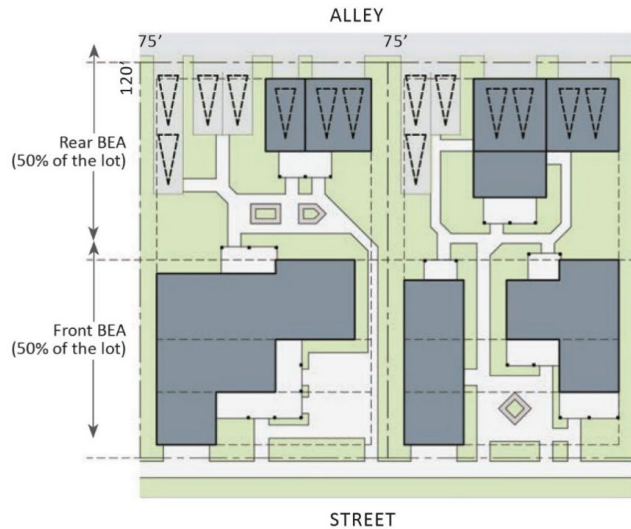 ALLEY
75’
75’
120’
Rear BEA
(50% of the lot)
Front BEA
(50% of the lot)
STREET